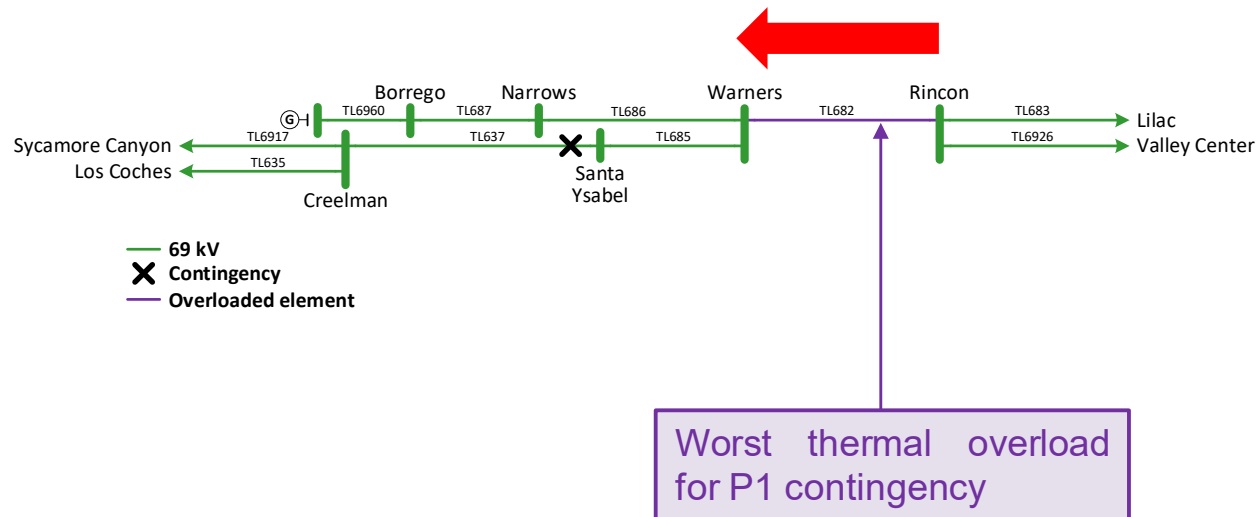 Borrego
Narrows
Warners
Rincon
TL6960
TL687
TL686
TL682
TL683
G
Lilac
Sycamore Canyon
TL6917
TL637
TL685
TL6926
Valley Center
Los Coches
TL635
Santa
Ysabel
Creelman
69 kV
Contingency
Overloaded element
Worst thermal overload
for P1 contingency